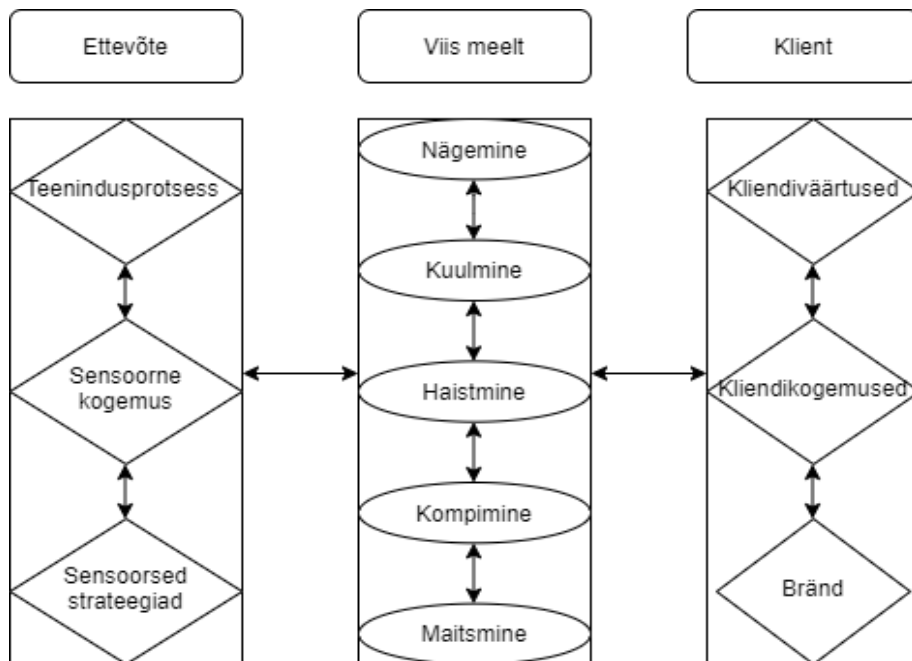 Ettevõte
Viis meelt
Klient
Teenindusprotsess
Sensoorne
kogemus
Sensoorsed
strateegiad
Nägemine
Kuulmine
Haistmine
Kompimine
Maitsmine
Kliendiväärtused
Kliendikogemused
Bränd